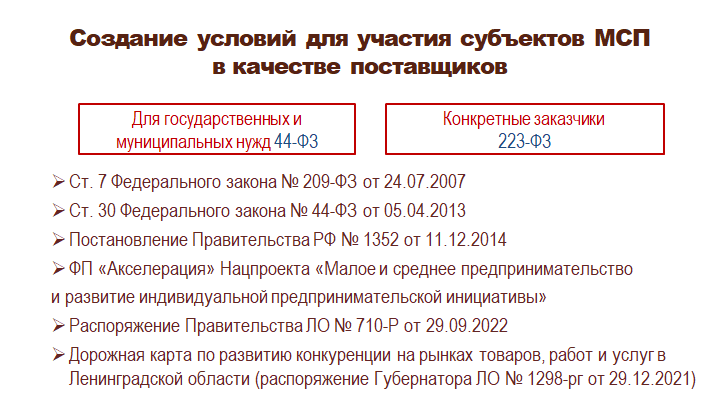 Создание условий для участия субъектов МСП
в качестве поставщиков
Для государственных и
муниципальных нужд 44-ФЗ
Конкретные заказчики
223-ФЗ
➢ Ст. 7 Федерального закона № 209-ФЗ от 24.07.2007
➢ Ст. 30 Федерального закона № 44-ФЗ от 05.04.2013
➢ Постановление Правительства РФ № 1352 от 11.12.2014
➢ ФП «Акселерация» Нацпроекта «Малое и среднее предпринимательство
и развитие индивидуальной предпринимательской инициативы»
➢ Распоряжение Правительства ЛО № 710-Р от 29.09.2022
➢ Дорожная карта по развитию конкуренции на рынках товаров, работ и услуг в
Ленинградской области (распоряжение Губернатора ЛО № 1298-рг от 29.12.2021)